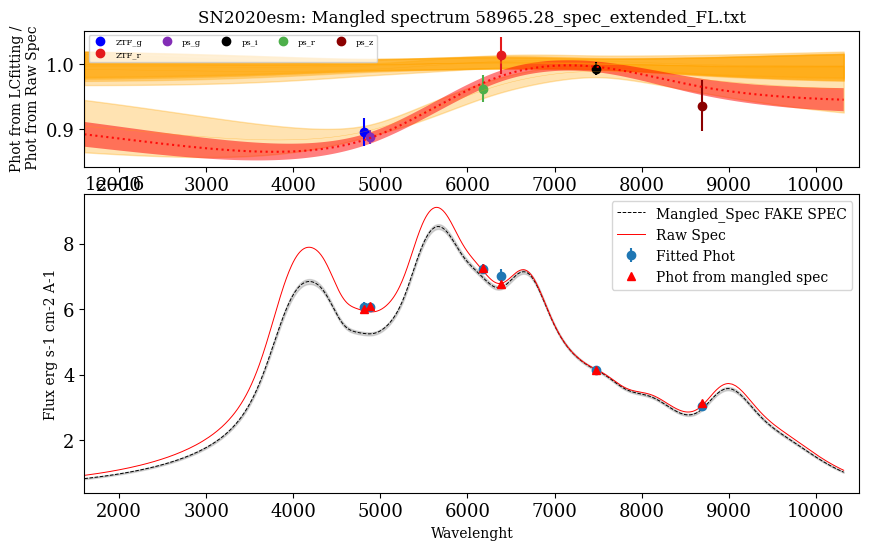 SN2020esm: Mangled spectrum 58965.28_spec_extended_FL.txt
Phot from LCfitting /
Phot from Raw Spec
ZTF_g ps_g ps_i ps_r ps_z
ZTF_r
1.0
0.9
2000 3000 4000 5000 6000 7000 8000 9000 10000
1e−16
Flux erg s-1 cm-2 A-1
8
6
4
2
Mangled_Spec FAKE SPEC
Raw Spec
Fitted Phot
Phot from mangled spec
2000 3000 4000 5000 6000 7000 8000 9000 10000
Wavelenght